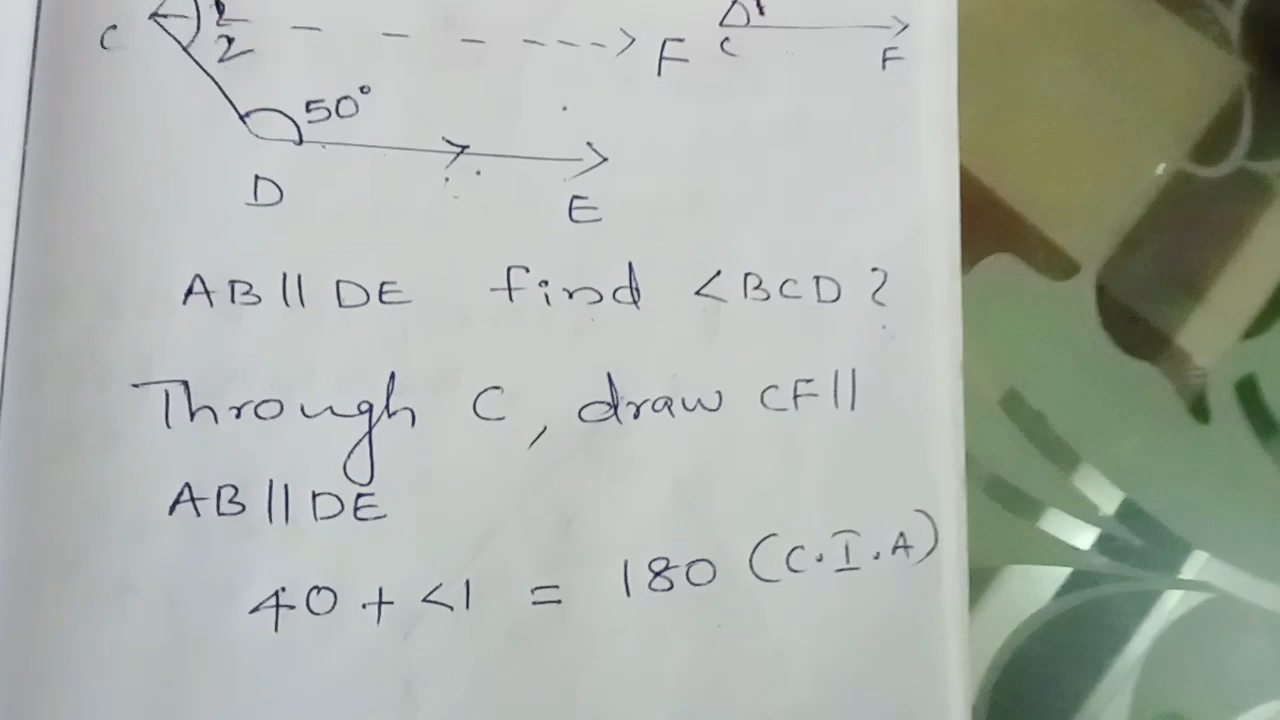 C 2 F C F
50°
D E
AB || DE find <BCD?
Through C, draw CF ||
AB || DE
40 + <1 = 180 (C.I.A)